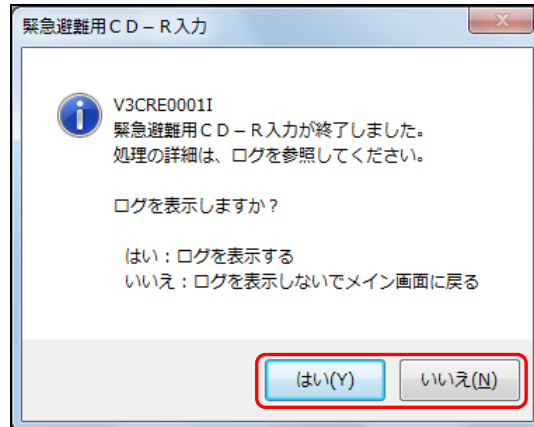 緊急避難用ＣＤ－Ｒ入力
V3CRE0001I
緊急避難用ＣＤ－Ｒ入力が終了しました。
処理の詳細は、ログを参照してください。
ログを表示しますか？
はい：ログを表示する
いいえ：ログを表示しないでメイン画面に戻る
はい(Y)
いいえ(N)